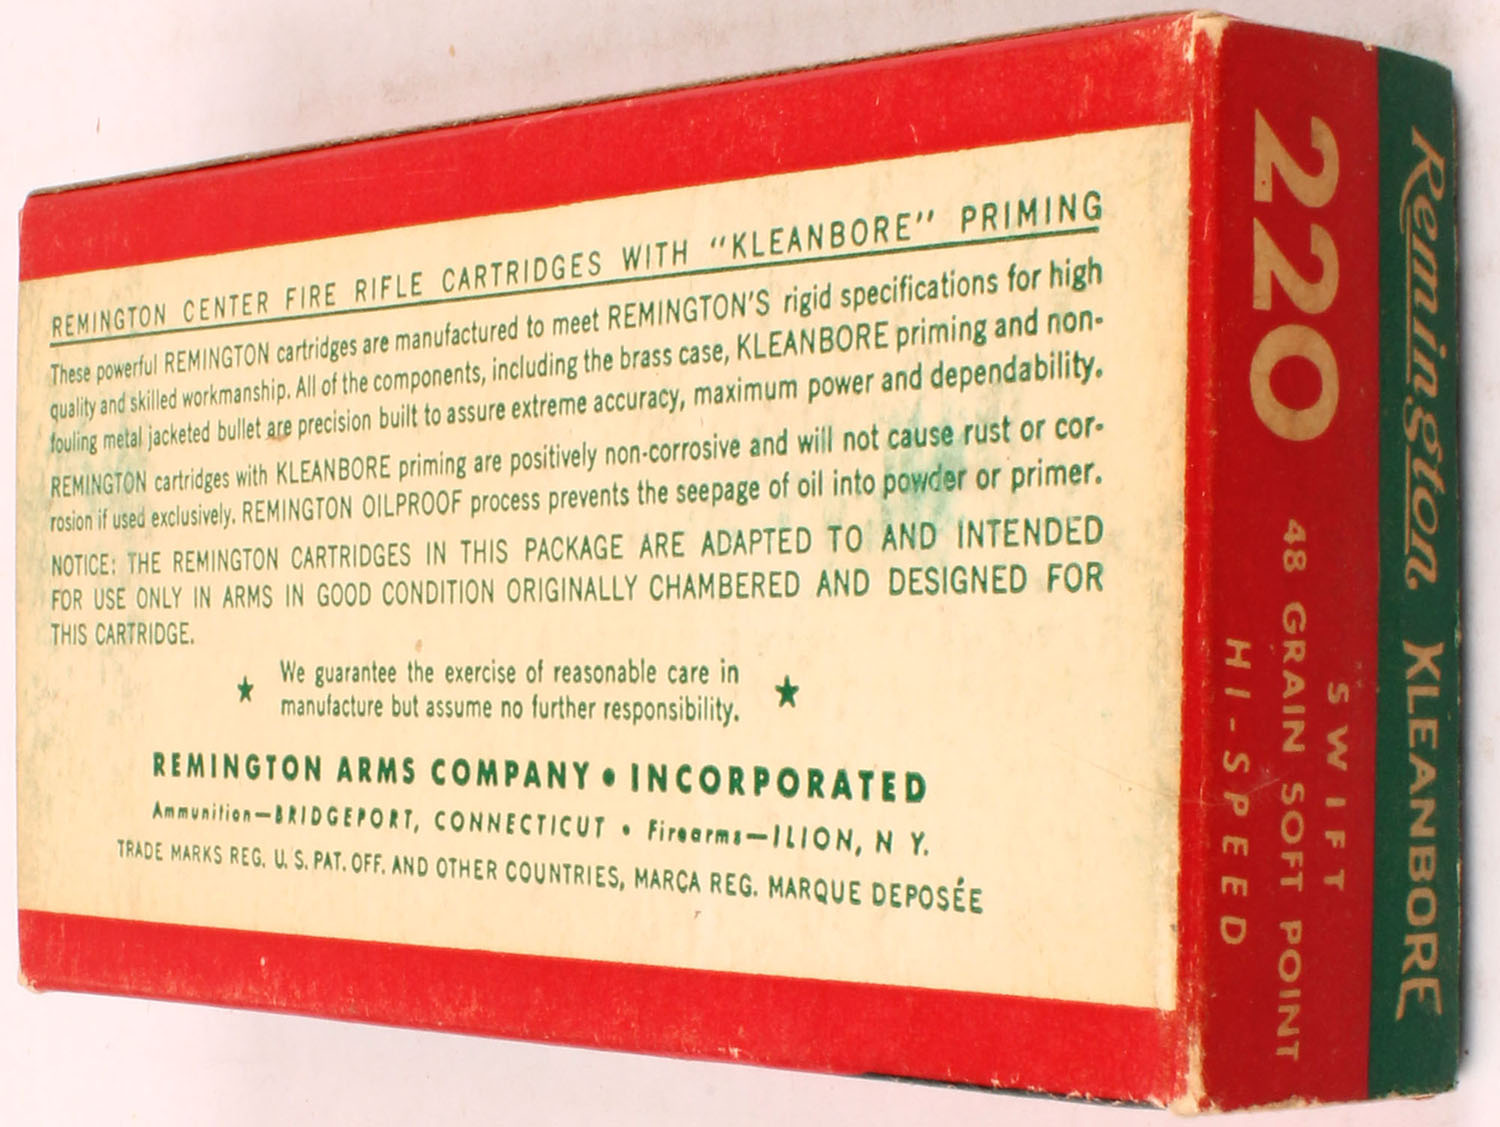 REMINGTON CENTER FIRE RIFLE CARTRIDGES WITH "KLEANBORE" PRIMING
These powerful REMINGTON cartridges are manufactured to meet REMINGTON'S rigid specifications for high
quality and skilled workmanship. All of the components, including the brass case, KLEANBORE priming and non-
fouling metal jacketed bullet are precision built to assure extreme accuracy, maximum power and dependability.
REMINGTON cartridges with KLEANBORE priming are positively non-corrosive and will not cause rust or cor-
rosion if used exclusively. REMINGTON OILPROOF process prevents the seepage of oil into powder or primer.
NOTICE: THE REMINGTON CARTRIDGES IN THIS PACKAGE ARE ADAPTED TO AND INTENDED
FOR USE ONLY IN ARMS IN GOOD CONDITION ORIGINALLY CHAMBERED AND DESIGNED FOR
THIS CARTRIDGE.
★ We guarantee the exercise of reasonable care in ★
manufacture but assume no further responsibility.
REMINGTON ARMS COMPANY • INCORPORATED
Ammunition—BRIDGEPORT, CONNECTICUT • Firearms—ILION, N Y.
TRADE MARKS REG. U. S. PAT. OFF. AND OTHER COUNTRIES, MARCA REG. MARQUE DEPOSÉE
Remington KLEANBORE
220 SWIFT
48 GRAIN SOFT POINT
HI-SPEED